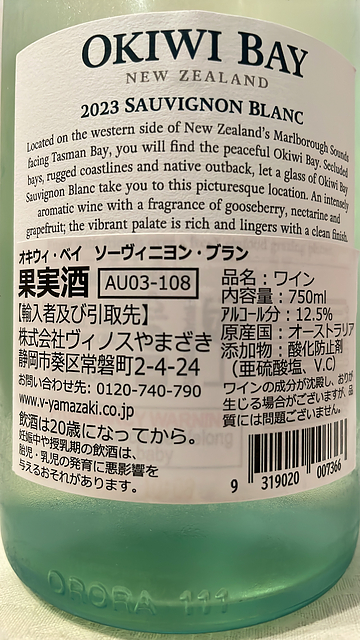 OKIWI BAY
NEW ZEALAND
2023 SAUVIGNON BLANC
Located on the western side of New Zealand's Marlborough Sounds
facing Tasman Bay, you will find the peaceful Okiwi Bay. Secluded
bays, rugged coastlines and native outback, let a glass of Okiwi Bay
Sauvignon Blanc take you to this picturesque location. An intensely
aromatic wine with a fragrance of gooseberry, nectarine and
grapefruit; the vibrant palate is rich and lingers with a clean finish.
オキウィ・ベイ ソーヴィニヨン・ブラン
果実酒 AU03-108
【輸入者及び引取先】
株式会社ヴィノスやまざき
静岡市葵区常磐町2-4-24
お問い合わせ先: 0120-740-790
www.v-yamazaki.co.jp
飲酒は20歳になってから。
妊娠中や授乳期の飲酒は、
胎児・乳児の発育に悪影響を
与えるおそれがあります。
品名：ワイン
内容量：750ml
アルコール分：12.5%
原産国：オーストラリア
添加物：酸化防止剤
（亜硫酸塩、V.C）
ワインの成分が沈殿し、おりが
生じる場合がございますが、品
質には問題ございません。
9 319020 007366
ORORA 111